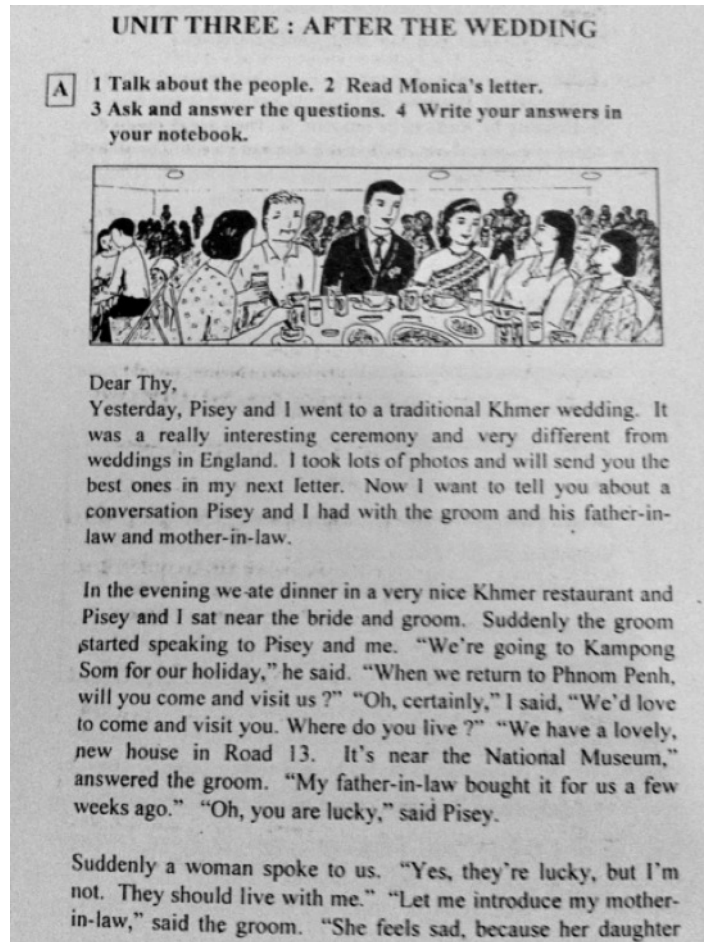 UNIT THREE : AFTER THE WEDDING
A 1 Talk about the people. 2 Read Monica's letter.
3 Ask and answer the questions. 4 Write your answers in
your notebook.
Dear Thy,
Yesterday, Pisey and I went to a traditional Khmer wedding. It
was a really interesting ceremony and very different from
weddings in England. I took lots of photos and will send you the
best ones in my next letter. Now I want to tell you about a
conversation Pisey and I had with the groom and his father-in-
law and mother-in-law.
In the evening we ate dinner in a very nice Khmer restaurant and
Pisey and I sat near the bride and groom. Suddenly the groom
started speaking to Pisey and me. "We're going to Kampong
Som for our holiday," he said. "When we return to Phnom Penh,
will you come and visit us ?" "Oh, certainly," I said, "We'd love
to come and visit you. Where do you live ?" "We have a lovely,
new house in Road 13. It's near the National Museum,"
answered the groom. "My father-in-law bought it for us a few
weeks ago." "Oh, you are lucky," said Pisey.
Suddenly a woman spoke to us. "Yes, they're lucky, but I'm
not. They should live with me." "Let me introduce my mother-
in-law," said the groom. "She feels sad, because her daughter